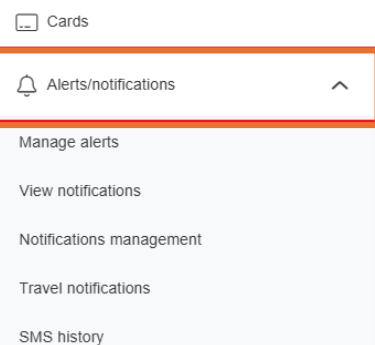 Cards
Alerts/notifications
Manage alerts
View notifications
Notifications management
Travel notifications
SMS history